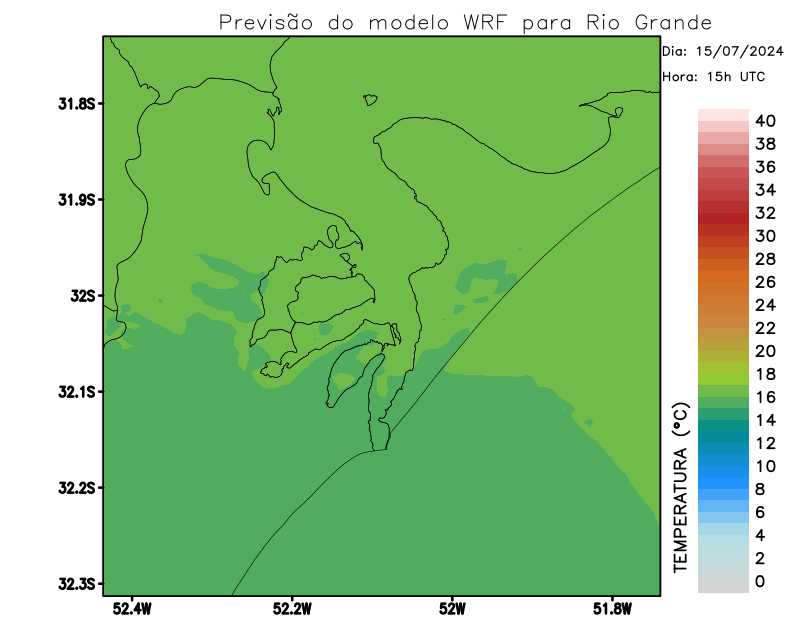 Previsão do modelo WRF para Rio Grande
Dia: 15/07/2024
Hora: 15h UTC
31.8S
31.9S
32S
32.1S
32.2S
32.3S
52.4W
52.2W
52W
51.8W
TEMPERATURA (°C)
40
38
36
34
32
30
28
26
24
22
20
18
16
14
12
10
8
6
4
2
0